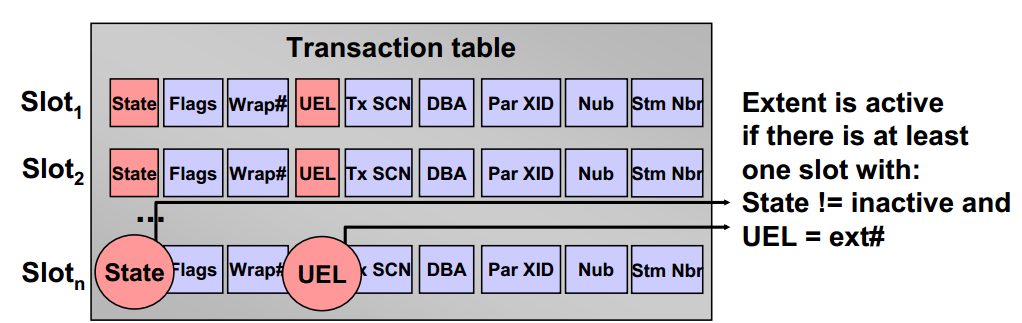 Transaction table
Slot1 State Flags Wrap# UEL Tx SCN DBA Par XID Nub Stm Nbr
Slot2 State Flags Wrap# UEL Tx SCN DBA Par XID Nub Stm Nbr
...
Slotn State Flags Wrap# UEL x SCN DBA Par XID Nub Stm Nbr
Extent is active
if there is at least
one slot with:
State != inactive and
UEL = ext#